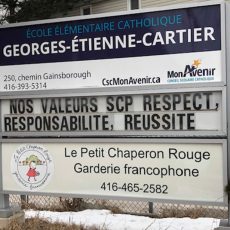 ÉCOLE ÉLÉMENTAIRE CATHOLIQUE
GEORGES-ÉTIENNE-CARTIER
250, chemin Gainsborough
416-393-5314
CscMonAvenir.ca
MonAvenir
CONSEIL SCOLAIRE CATHOLIQUE
NOS VALEURS SCP RESPECT,
RESPONSABILITE, REUSSITE
Le Petit Chaperon Rouge
Garderie francophone
416-465-2582